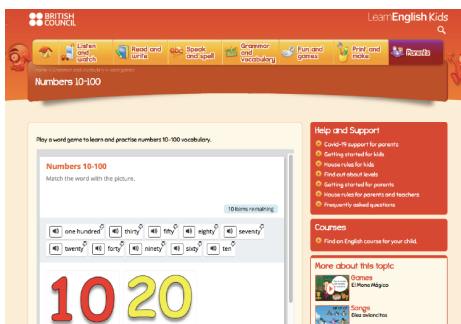 BRITISH
COUNCIL
LearnEnglish Kids
Listen
and
watch
Read and
write
abc
Speak
and spell
Grammar
and
vocabulary
Fun and
games
Print and
make
Parents
Numbers 10-100
Play a word game to learn and practise numbers 10-100 vocabulary.
Numbers 10-100
Match the word with the picture.
10 items remaining
one hundred thirty fifty eighty seventy
twenty forty ninety sixty ten
10 20
Help and Support
Covid-19 support for parents
Getting started for kids
House rules for kids
Find out about levels
Getting started for parents
House rules for parents and teachers
Frequently asked questions
Courses
Find an English course for your child.
More about this topic
Games
El Mono Mágico
Songs
Diez avioncitos